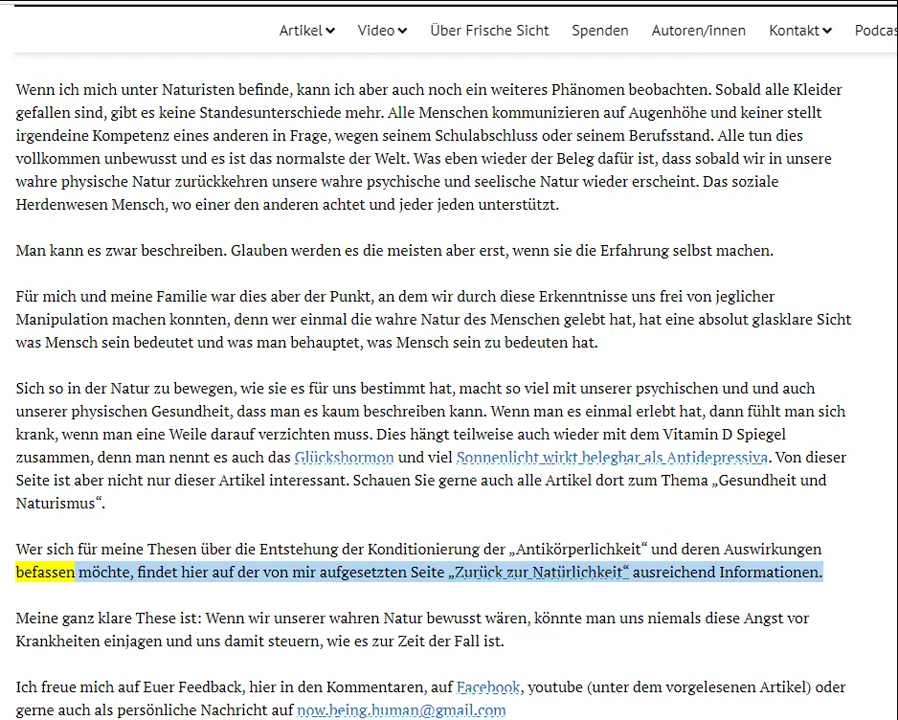 Artikel Video Über Frische Sicht Spenden Autoren/innen Kontakt Podcas
Wenn ich mich unter Naturisten befinde, kann ich aber auch noch ein weiteres Phänomen beobachten. Sobald alle Kleider
gefallen sind, gibt es keine Standesunterschiede mehr. Alle Menschen kommunizieren auf Augenhöhe und keiner stellt
irgendeine Kompetenz eines anderen in Frage, wegen seinem Schulabschluss oder seinem Berufsstand. Alle tun dies
vollkommen unbewusst und es ist das normalste der Welt. Was eben wieder der Beleg dafür ist, dass sobald wir in unsere
wahre physische Natur zurückkehren unsere wahre psychische und seelische Natur wieder erscheint. Das soziale
Herdenwesen Mensch, wo einer den anderen achtet und jeder jeden unterstützt.
Man kann es zwar beschreiben. Glauben werden es die meisten aber erst, wenn sie die Erfahrung selbst machen.
Für mich und meine Familie war dies aber der Punkt, an dem wir durch diese Erkenntnisse uns frei von jeglicher
Manipulation machen konnten, denn wer einmal die wahre Natur des Menschen gelebt hat, hat eine absolut glasklare Sicht
was Mensch sein bedeutet und was man behauptet, was Mensch sein zu bedeuten hat.
Sich so in der Natur zu bewegen, wie sie es für uns bestimmt hat, macht so viel mit unserer psychischen und und auch
unserer physischen Gesundheit, dass man es kaum beschreiben kann. Wenn man es einmal erlebt hat, dann fühlt man sich
krank, wenn man eine Weile darauf verzichten muss. Dies hängt teilweise auch wieder mit dem Vitamin D Spiegel
zusammen, denn man nennt es auch das Glückshormon und viel Sonnenlicht wirkt belegbar als Antidepressiva. Von dieser
Seite ist aber nicht nur dieser Artikel interessant. Schauen Sie gerne auch alle Artikel dort zum Thema „Gesundheit und
Naturismus“.
Wer sich für meine Thesen über die Entstehung der Konditionierung der „Antikörperlichkeit“ und deren Auswirkungen
befassen möchte, findet hier auf der von mir aufgesetzten Seite „Zurück zur Natürlichkeit“ ausreichend Informationen.
Meine ganz klare These ist: Wenn wir unserer wahren Natur bewusst wären, könnte man uns niemals diese Angst vor
Krankheiten einjagen und uns damit steuern, wie es zur Zeit der Fall ist.
Ich freue mich auf Euer Feedback, hier in den Kommentaren, auf Facebook, youtube (unter dem vorgelesenen Artikel) oder
gerne auch als persönliche Nachricht auf now.being.human@gmail.com